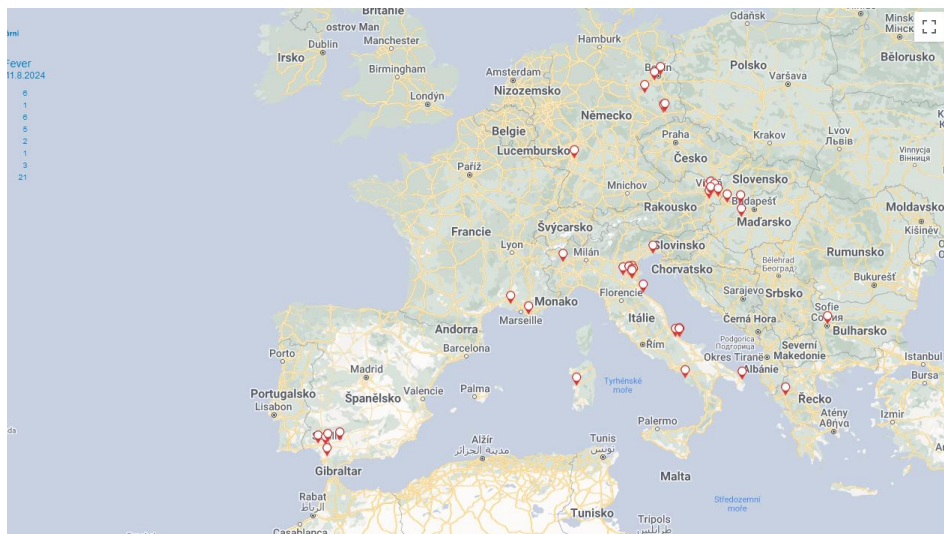 Británie
ostrov Man
Gdaňsk
Minsk
Мінск
Dublin
Manchester
Hamburk
Irsko
Bělorusko
Fever
11.8.2024
6
1
6
5
2
1
3
21
Birmingham
Amsterdam
Nizozemsko
Polsko
Varšava
Londýn
Německo
Belgie
Praha
Krakov
Lvov
Львів
Vinnycja
Вінниця
Lucembursko
Česko
Paříž
Slovensko
Mnichov
Rakousko
Budapešť
Maďarsko
Moldavsko
Kišiněv
Francie
Švýcarsko
Lyon
Milán
Slovinsko
Rumunsko
Chorvatsko
Bělehrad
Београд
Bukurešť
Monako
Florencie
Sarajevo
Srbsko
Marseille
Andorra
Itálie
Černá Hora
Sofie
София
Bulharsko
Porto
Barcelona
Řím
Podgorica
Подгорица
Severní
Makedonie
Okres Tirana
Albánie
Istanbul
Bursa
Madrid
Portugalsko
Lisabon
Španělsko
Valencie
Palma
Tyrhénské
moře
Řecko
Atény
Αθήνα
Izmir
Palermo
Alžír
مدينة الجزائر
Tunis
تونس
Gibraltar
Malta
Rabat
الرباط
Středozemní
moře
Tunisko
Tripolis
طرابلس
Casablanca